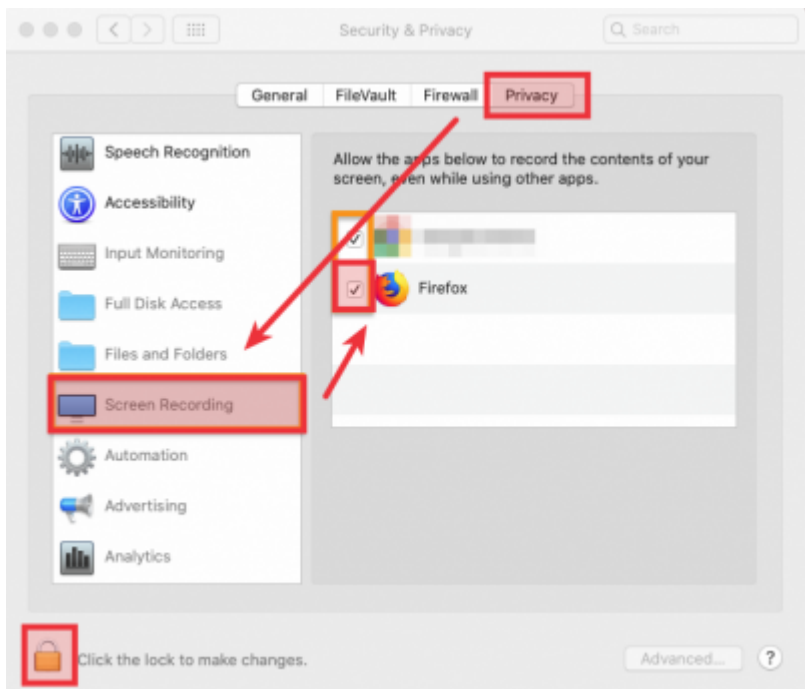 Security & Privacy
Search
General FileVault Firewall Privacy
Speech Recognition
Accessibility
Input Monitoring
Full Disk Access
Files and Folders
Screen Recording
Automation
Advertising
Analytics
Allow the apps below to record the contents of your
screen, even while using other apps.
Firefox
Click the lock to make changes.
Advanced...
?